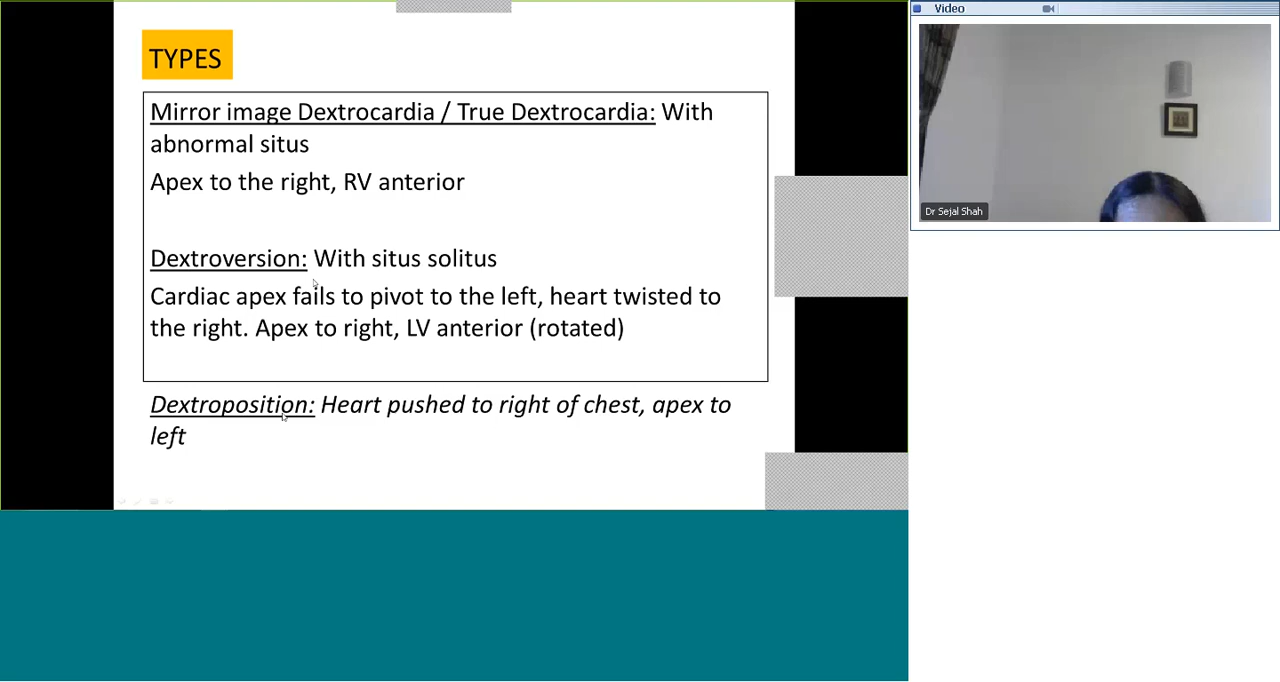 TYPES
Mirror image Dextrocardia / True Dextrocardia: With
abnormal situs
Apex to the right, RV anterior
Dextroversion: With situs solitus
Cardiac apex fails to pivot to the left, heart twisted to
the right. Apex to right, LV anterior (rotated)
Dextroposition: Heart pushed to right of chest, apex to
left
Video
Dr Sejal Shah